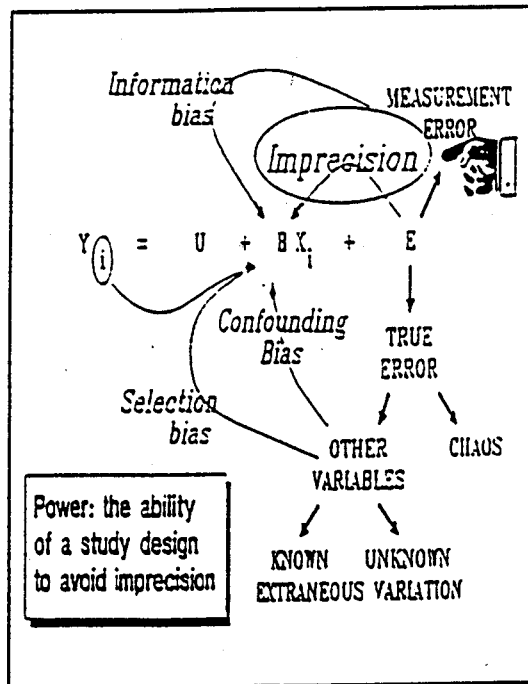 Information
bias
MEASUREMENT
ERROR
Imprecision
Y i = U + B X i + E
Confounding
Bias
TRUE
ERROR
Selection
bias
OTHER
VARIABLES
CHAOS
Power: the ability
of a study design
to avoid imprecision
KNOWN UNKNOWN
EXTRANEOUS VARIATION